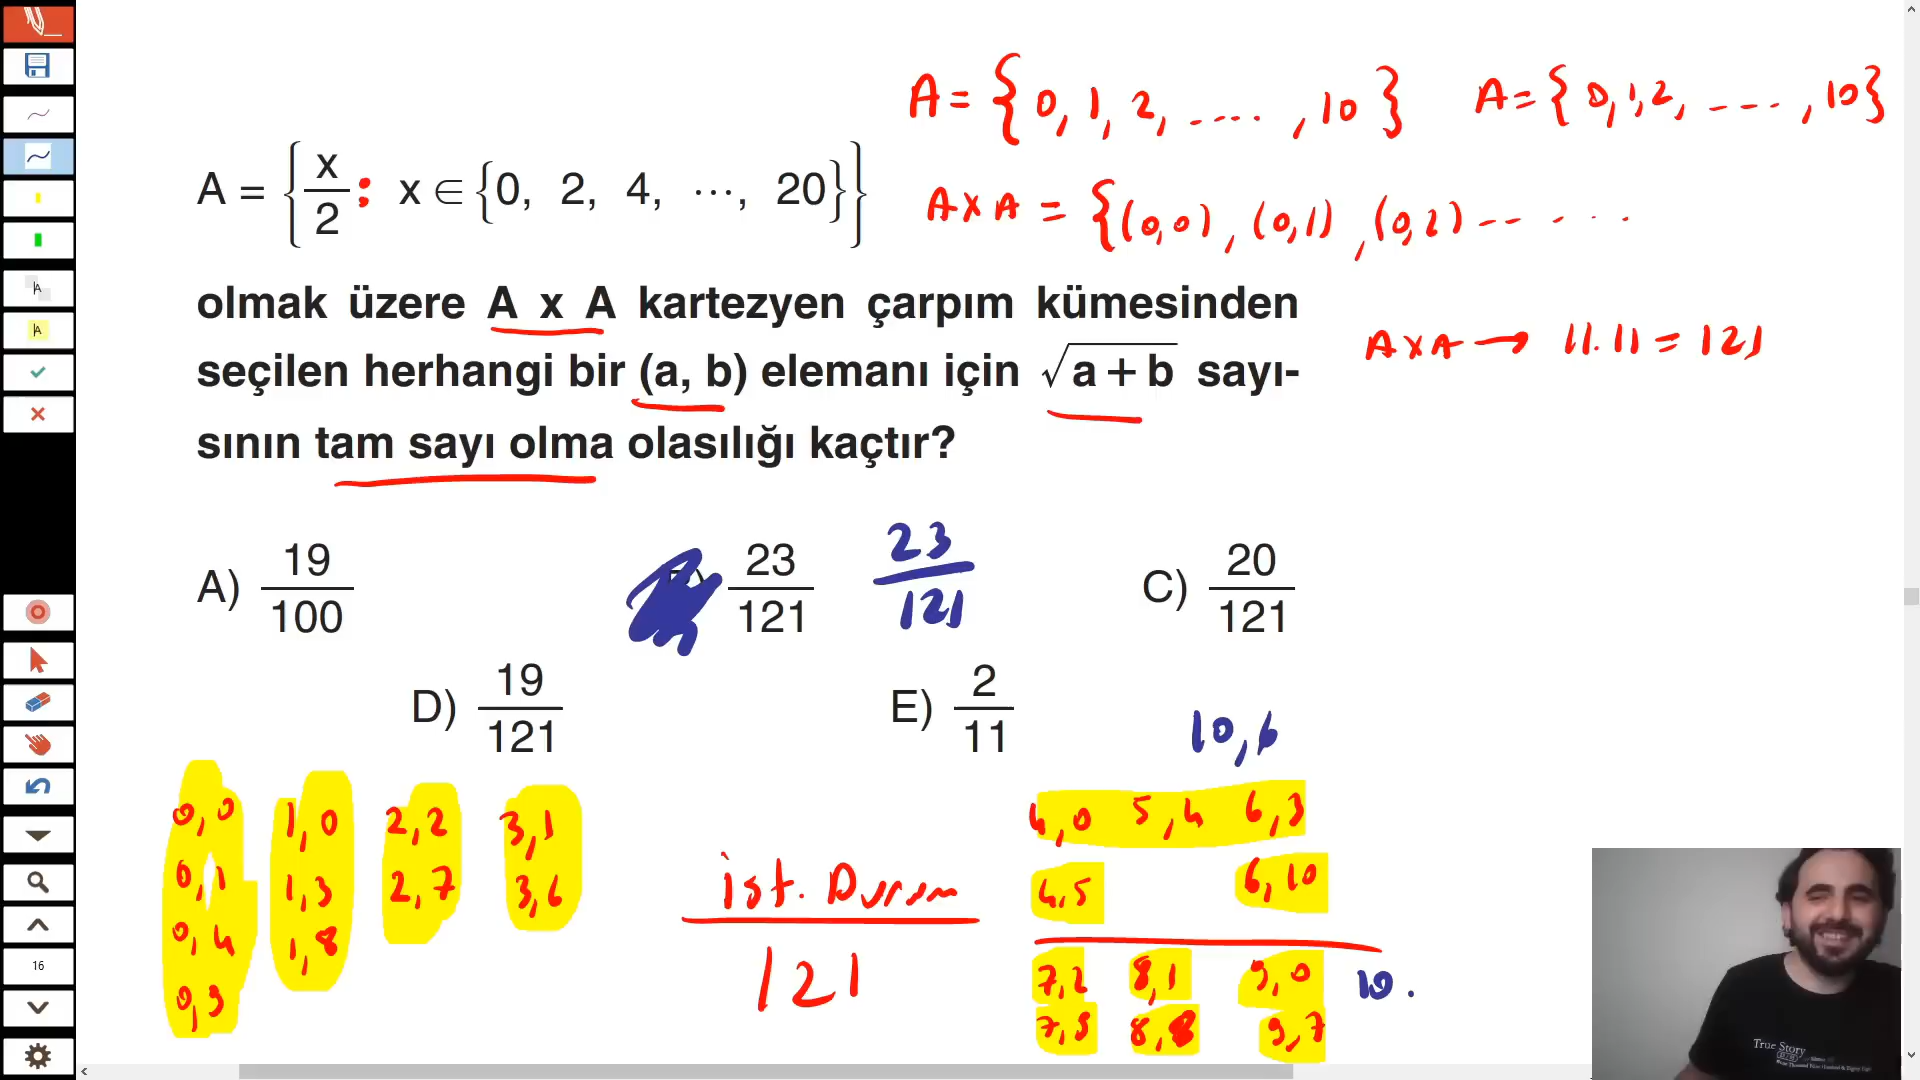 A = { 0, 1, 2, ...., 10 }
A = { 0, 1, 2, ----, 10 }
A = { x/2 : x ∈ {0, 2, 4, ⋯, 20} }
A x A = { (0,0), (0,1), (0,2) -----
olmak üzere A x A kartezyen çarpım kümesinden
seçilen herhangi bir (a, b) elemanı için √a + b sayı-
sının tam sayı olma olasılığı kaçtır?
A x A → 11.11 = 121
A) 19/100
23/121
23/121
C) 20/121
D) 19/121
E) 2/11
10,6
0,0 1,0 2,2 3,1
0,1 1,3 2,7 3,6
0,4 1,8
0,9
ist. Durum
121
4,0 5,4 6,3
4,5 6,10
7,2 8,1 9,0 10.
7,9 8,8 9,7
16
True Story